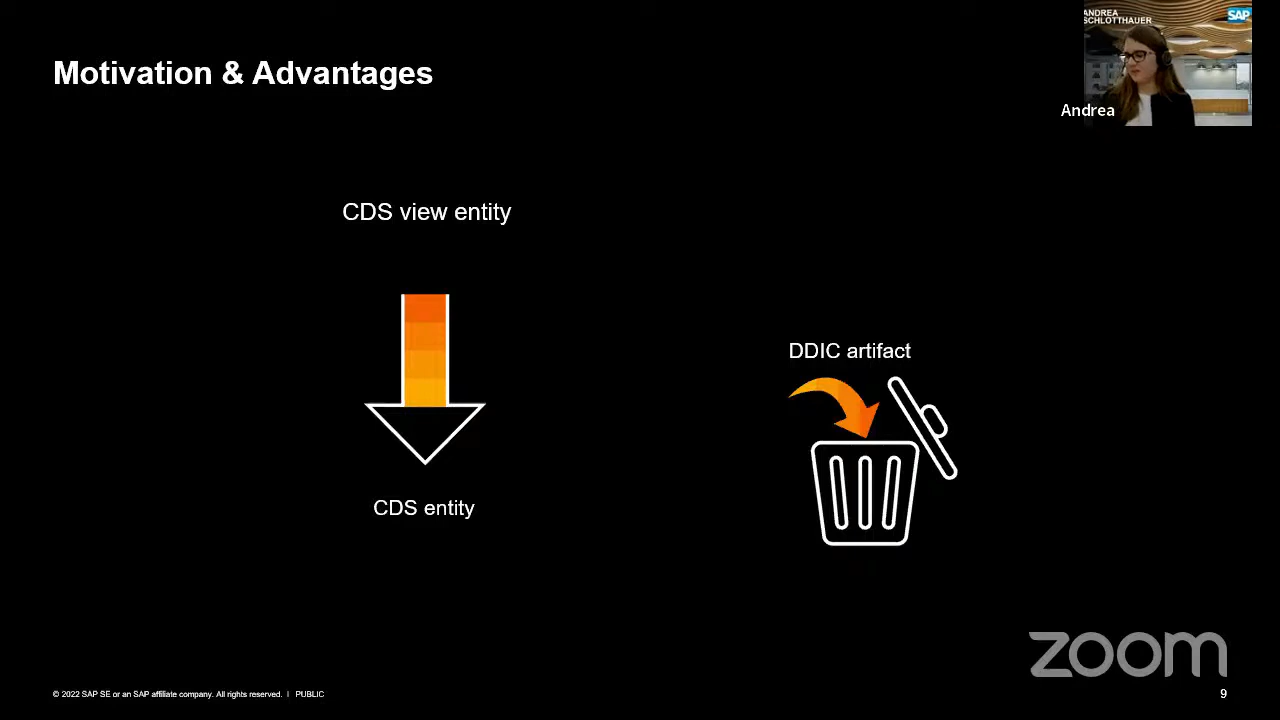 ANDREA
SCHLOTTHAUER
SAP
Andrea
Motivation & Advantages
CDS view entity
DDIC artifact
CDS entity
zoom
© 2022 SAP SE or an SAP affiliate company. All rights reserved. | PUBLIC
9